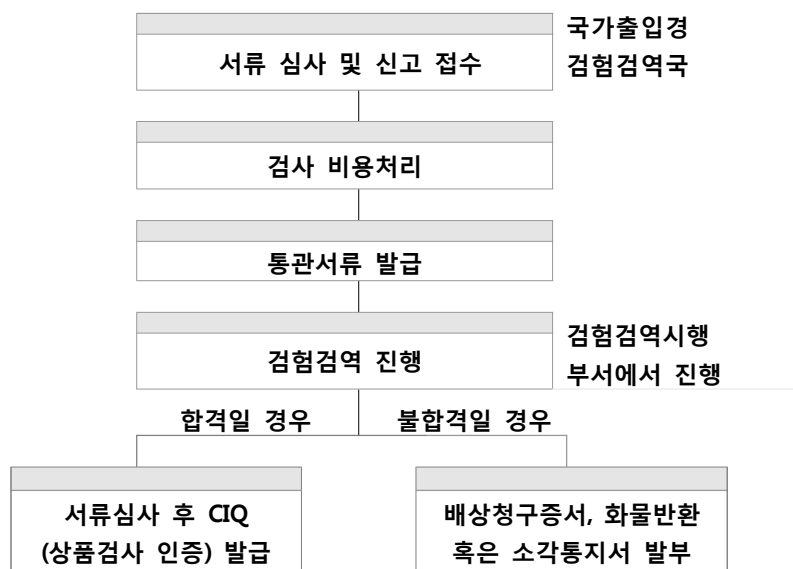 국가출입경
서류 심사 및 신고 접수
검험검역국
검사 비용처리
통관서류 발급
검험검역시행
검험검역 진행
부서에서 진행
합격일 경우
불합격일 경우
서류심사 후 CIQ
(상품검사 인증) 발급
배상청구증서, 화물반환
혹은 소각통지서 발부